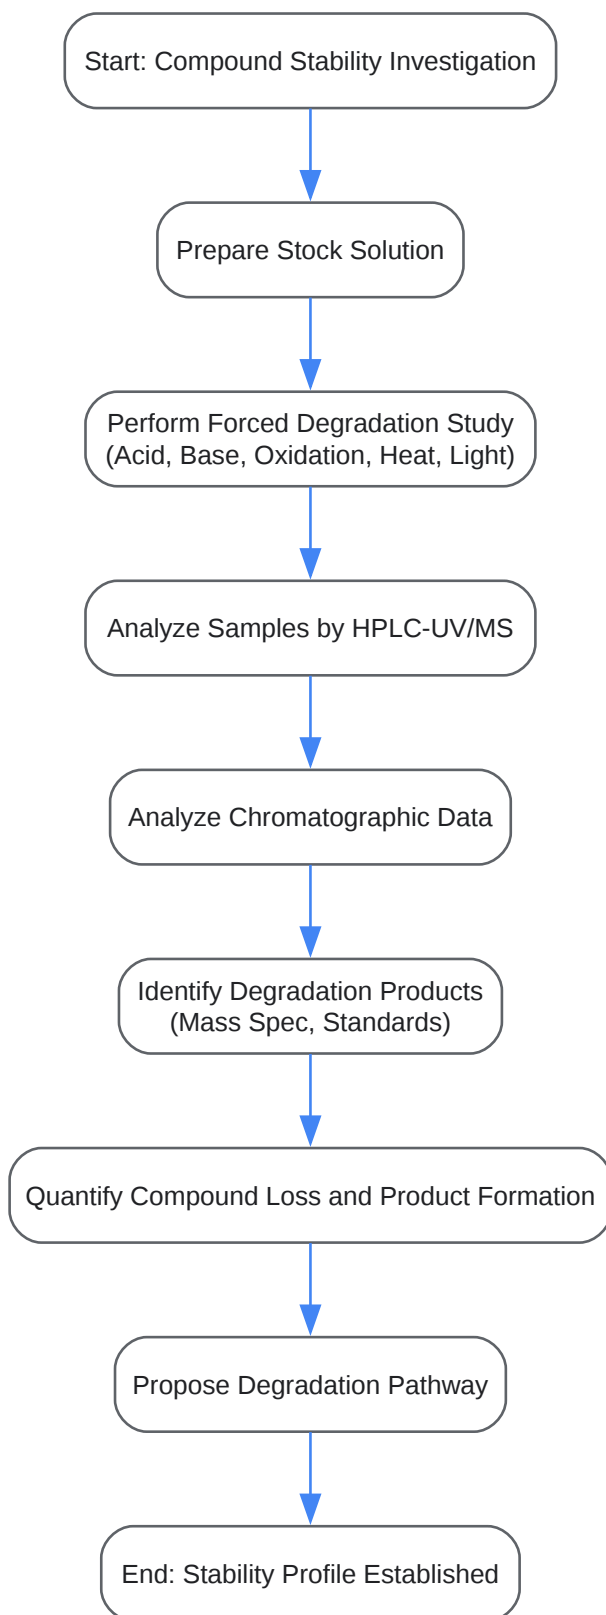 Start: Compound Stability Investigation
Prepare Stock Solution
Perform Forced Degradation Study
(Acid, Base, Oxidation, Heat, Light)
Analyze Samples by HPLC-UV/MS
Analyze Chromatographic Data
Identify Degradation Products
(Mass Spec, Standards)
Quantify Compound Loss and Product Formation
Propose Degradation Pathway
End: Stability Profile Established